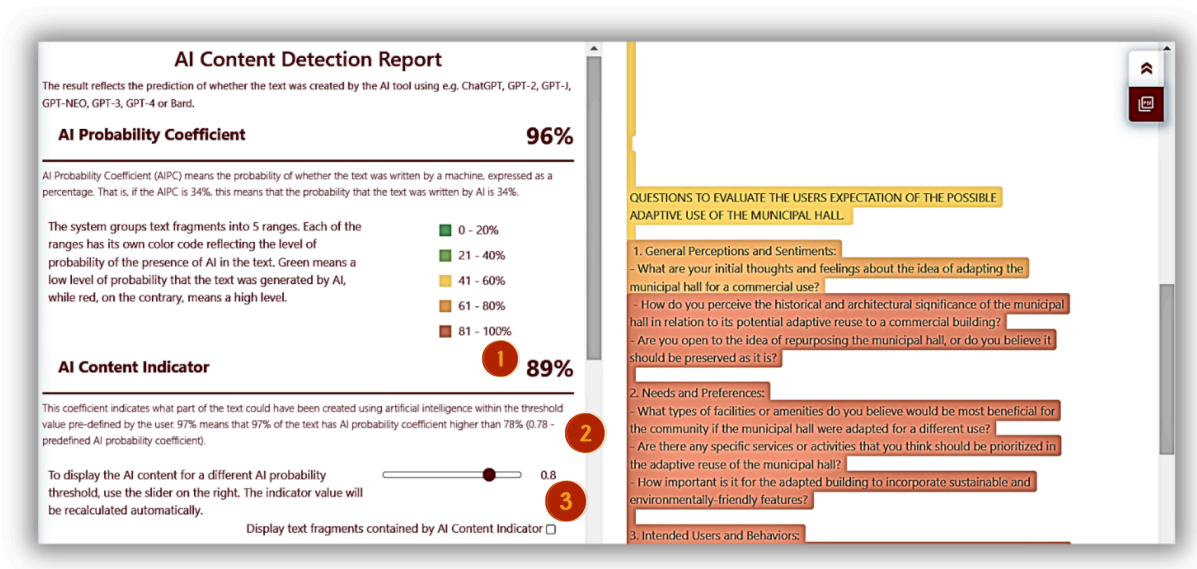 AI Content Detection Report
The result reflects the prediction of whether the text was created by the AI tool using e.g. ChatGPT, GPT-2, GPT-J,
GPT-NEO, GPT-3, GPT-4 or Bard.
AI Probability Coefficient 96%
AI Probability Coefficient (AIPC) means the probability of whether the text was written by a machine, expressed as a
percentage. That is, if the AIPC is 34%, this means that the probability that the text was written by AI is 34%.
The system groups text fragments into 5 ranges. Each of the
ranges has its own color code reflecting the level of
probability of the presence of AI in the text. Green means a
low level of probability that the text was generated by AI,
while red, on the contrary, means a high level.
0 - 20%
21 - 40%
41 - 60%
61 - 80%
81 - 100%
1
AI Content Indicator 89%
This coefficient indicates what part of the text could have been created using artificial intelligence within the threshold
value pre-defined by the user. 97% means that 97% of the text has AI probability coefficient higher than 78% (0.78 -
predefined AI probability coefficient).
2
To display the AI content for a different AI probability
threshold, use the slider on the right. The indicator value will
be recalculated automatically.
0.8
3
Display text fragments contained by AI Content Indicator
QUESTIONS TO EVALUATE THE USERS EXPECTATION OF THE POSSIBLE
ADAPTIVE USE OF THE MUNICIPAL HALL.
1. General Perceptions and Sentiments:
- What are your initial thoughts and feelings about the idea of adapting the
municipal hall for a commercial use?
- How do you perceive the historical and architectural significance of the municipal
hall in relation to its potential adaptive reuse to a commercial building?
- Are you open to the idea of repurposing the municipal hall, or do you believe it
should be preserved as it is?
2. Needs and Preferences:
- What types of facilities or amenities do you believe would be most beneficial for
the community if the municipal hall were adapted for a different use?
- Are there any specific services or activities that you think should be prioritized in
the adaptive reuse of the municipal hall?
- How important is it for the adapted building to incorporate sustainable and
environmentally-friendly features?
3. Intended Users and Behaviors: